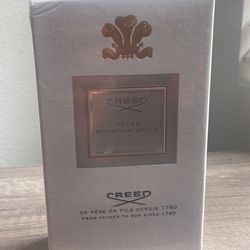 CREED
SILVER
MOUNTAIN WATER
CREED
DE PÈRE EN FILS DEPUIS 1760
FROM FATHER TO SON SINCE 1760